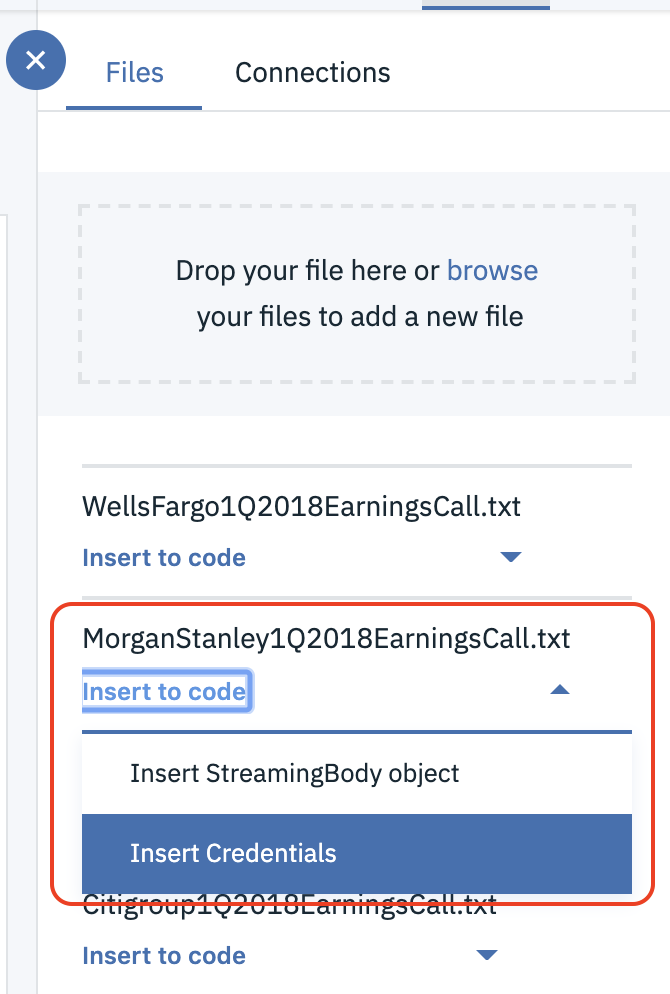 Files
Connections
Drop your file here or browse
your files to add a new file
WellsFargo1Q2018EarningsCall.txt
Insert to code
MorganStanley1Q2018EarningsCall.txt
Insert to code
Insert StreamingBody object
Insert Credentials
Citigroup1Q2018EarningsCall.txt
Insert to code